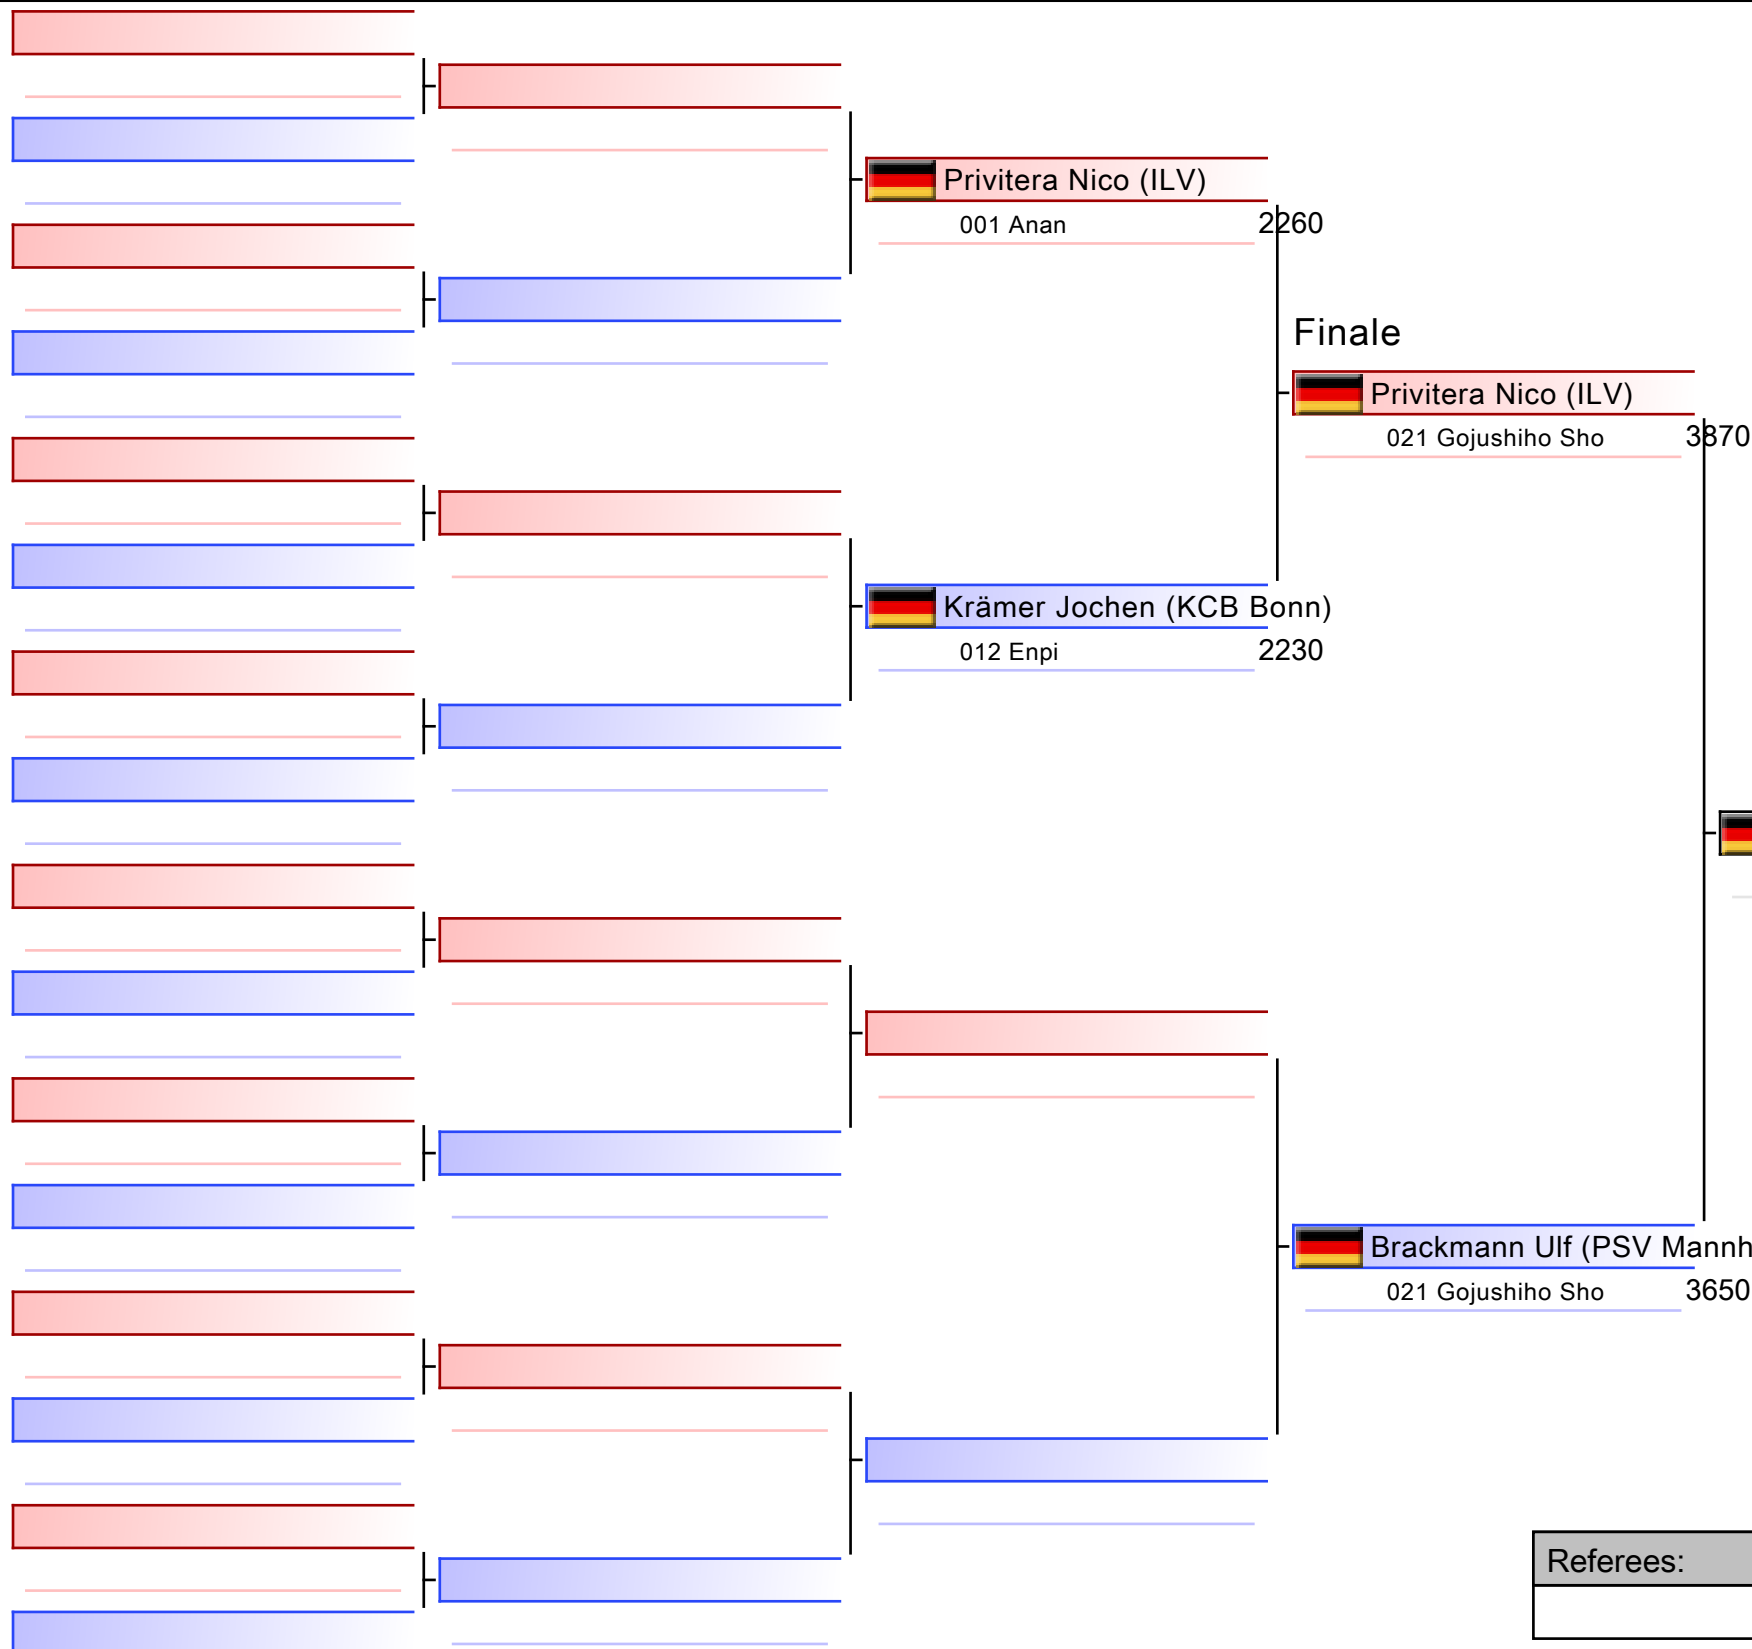 Privitera Nico (ILV)
001 Anan 2260
Finale
Privitera Nico (ILV)
021 Gojushiho Sho 3870
Krämer Jochen (KCB Bonn)
012 Enpi 2230
Brackmann Ulf (PSV Mannh
021 Gojushiho Sho 3650
Referees: